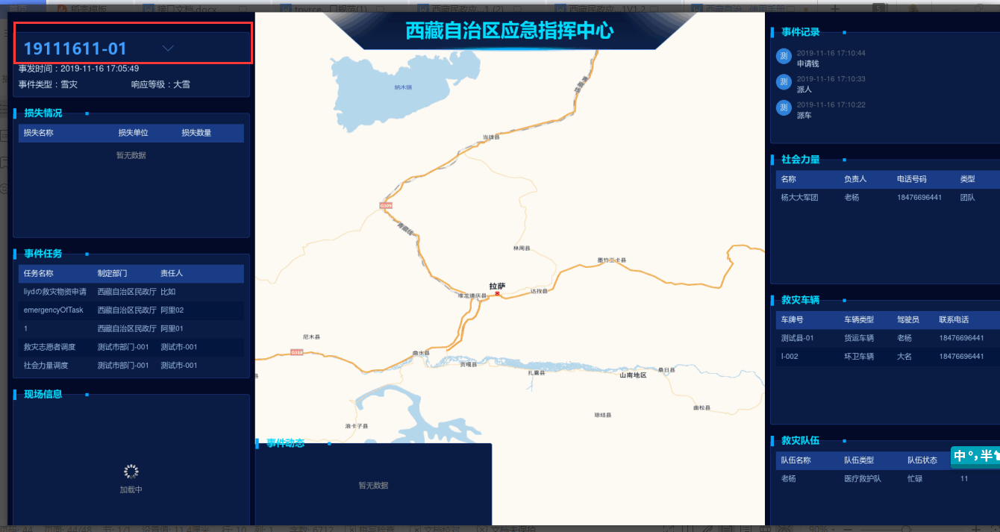 西藏自治区应急指挥中心
19111611-01
事发时间：2019-11-16 17:05:49
事件类型：雪灾 响应等级：大雪
损失情况
损失名称 损失单位 损失数量
暂无数据
事件任务
任务名称 制定部门 责任人
liydの救灾物资申请 西藏自治区民政厅 比如
emergencyOfTask 西藏自治区民政厅 阿里02
1 西藏自治区民政厅 阿里01
救灾志愿者调度 测试市部门-001 测试市-001
社会力量调度 测试市部门-001 测试市-001
现场信息
加载中
纳木错
青藏线
当雄县
G109
青藏线
林周县
墨竹工卡县
拉萨
达孜县
堆龙德庆县
尼木县
G318
曲水县
贡嘎县
扎囊县
桑日县
山南地区
曲松县
琼结县
浪卡子县
事件动态
暂无数据
事件记录
测 2019-11-16 17:10:44
申请钱
测 2019-11-16 17:10:33
派人
测 2019-11-16 17:10:22
派车
社会力量
名称 负责人 电话号码 类型
杨大大军团 老杨 18476696441 团队
救灾车辆
车牌号 车辆类型 驾驶员 联系电话
测试县-01 货运车辆 老杨 18476696441
I-002 环卫车辆 大名 18476696441
救灾队伍
队伍名称 队伍类型 队伍状态
中 °, 半
老杨 医疗救护队 忙碌 11